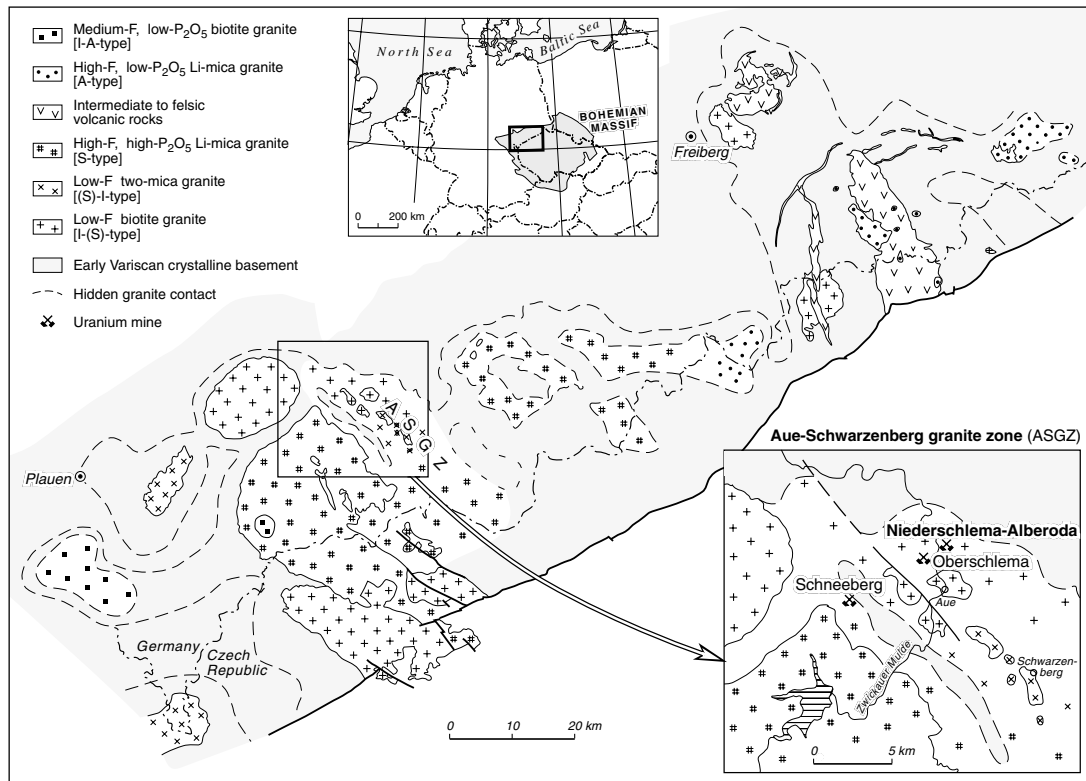 Medium-F, low-P₂O₅ biotite granite
[I-A-type]
High-F, low-P₂O₅ Li-mica granite
[A-type]
Intermediate to felsic
volcanic rocks
High-F, high-P₂O₅ Li-mica granite
[S-type]
Low-F two-mica granite
[(S)-I-type]
Low-F biotite granite
[I-(S)-type]
Early Variscan crystalline basement
Hidden granite contact
Uranium mine
North Sea
Baltic Sea
BOHEMIAN
MASSIF
0 200 km
Freiberg
ASGZ
Plauen
Germany
Czech
Republic
0 10 20 km
Aue-Schwarzenberg granite zone (ASGZ)
Niederschlema-Alberoda
Oberschlema
Schneeberg
Aue
Schwarzen-
berg
Zwickauer Mulde
0 5 km